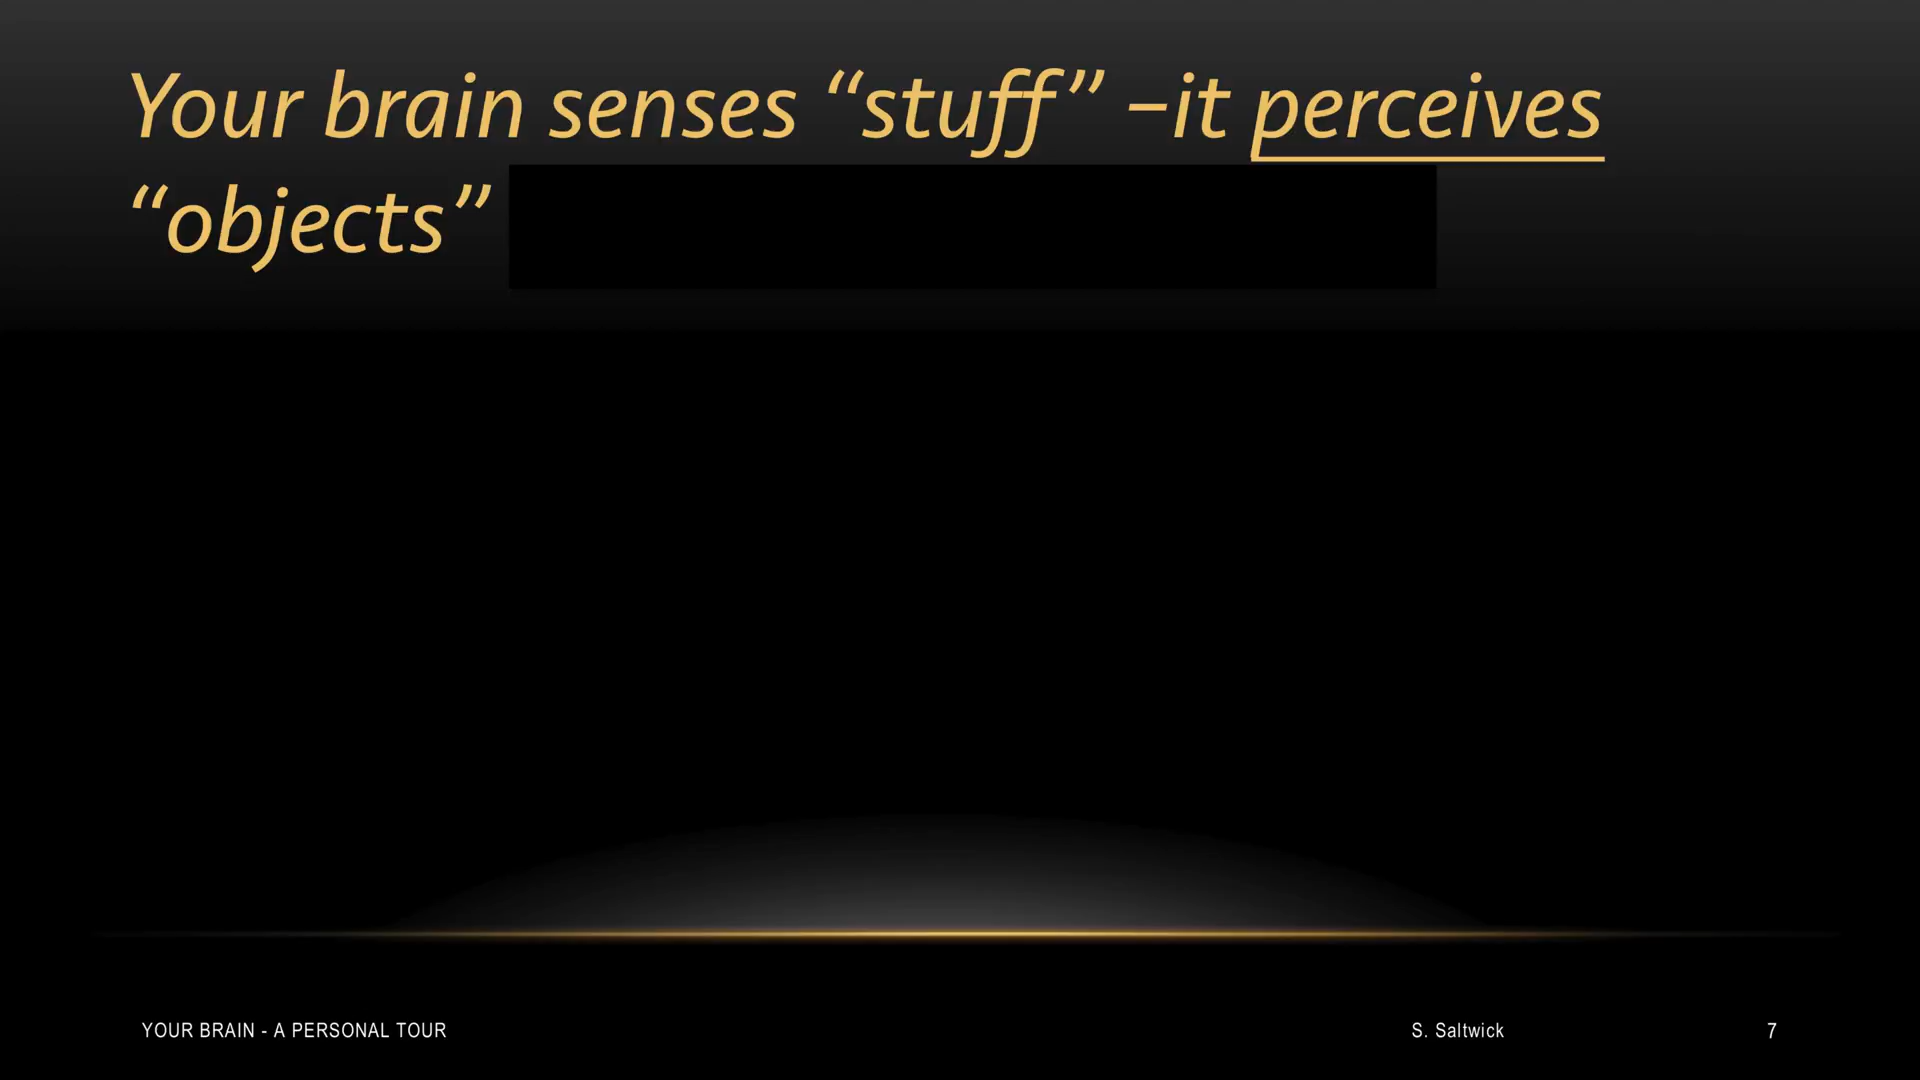 Your brain senses “stuff” –it perceives
“objects”
YOUR BRAIN - A PERSONAL TOUR
S. Saltwick
7